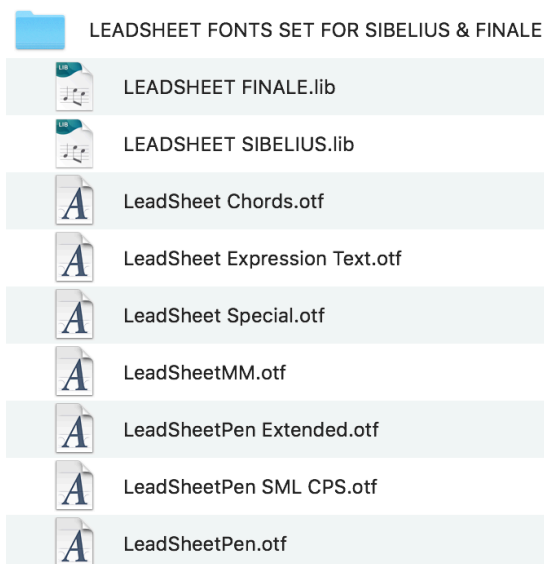 LEADSHEET FONTS SET FOR SIBELIUS & FINALE
LIB
LEADSHEET FINALE.lib
LIB
LEADSHEET SIBELIUS.lib
A
LeadSheet Chords.otf
A
LeadSheet Expression Text.otf
A
LeadSheet Special.otf
A
LeadSheetMM.otf
A
LeadSheetPen Extended.otf
A
LeadSheetPen SML CPS.otf
A
LeadSheetPen.otf